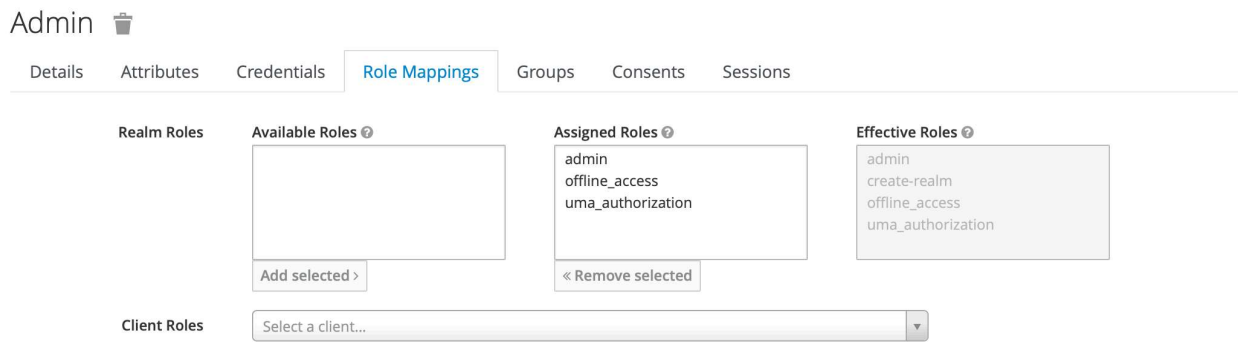 Admin
Details Attributes Credentials Role Mappings Groups Consents Sessions
Realm Roles Available Roles Assigned Roles Effective Roles
admin admin
offline_access create-realm
uma_authorization offline_access
uma_authorization
Add selected › « Remove selected
Client Roles Select a client...